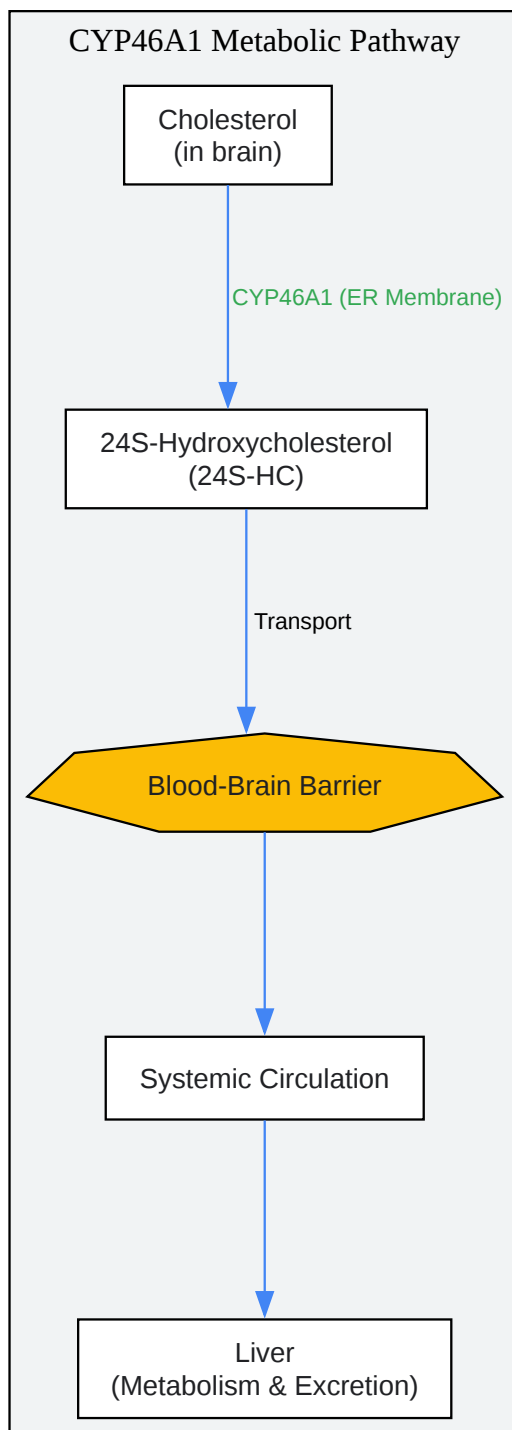 CYP46A1 Metabolic Pathway
Cholesterol
(in brain)
CYP46A1 (ER Membrane)
24S-Hydroxycholesterol
(24S-HC)
Transport
Blood-Brain Barrier
Systemic Circulation
Liver
(Metabolism & Excretion)